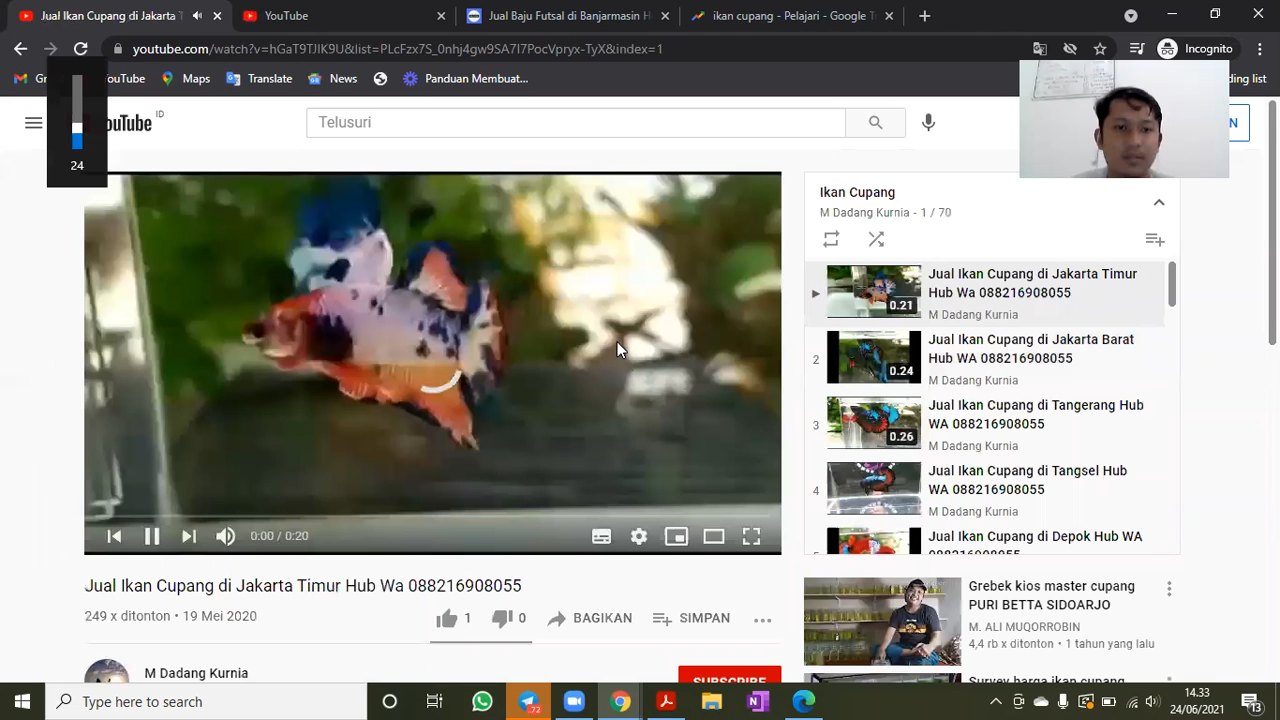 Jual Ikan Cupang di Jakarta Ti
YouTube
Jual Baju Futsal di Banjarmasin H
ikan cupang - Pelajari - Google T
youtube.com/watch?v=hGaT9TJlK9U&list=PLcFzx7S_0nhj4gw9SA7I7PocVpryx-TyX&index=1
Incognito
YouTube
Maps
Translate
News
Panduan Membuat...
ding list
24
YouTube ID
Telusuri
N
Ikan Cupang
M Dadang Kurnia - 1 / 70
Jual Ikan Cupang di Jakarta Timur
Hub Wa 088216908055
0.21
M Dadang Kurnia
2
Jual Ikan Cupang di Jakarta Barat
Hub WA 088216908055
0.24
M Dadang Kurnia
3
Jual Ikan Cupang di Tangerang Hub
WA 088216908055
0.26
M Dadang Kurnia
4
Jual Ikan Cupang di Tangsel Hub
WA 088216908055
M Dadang Kurnia
Jual Ikan Cupang di Depok Hub WA
088216908055
0:00 / 0:20
Jual Ikan Cupang di Jakarta Timur Hub Wa 088216908055
249 x ditonton • 19 Mei 2020
1
0
BAGIKAN
SIMPAN
M Dadang Kurnia
SUBSCRIBE
Grebek kios master cupang
PURI BETTA SIDOARJO
M. ALI MUQORROBIN
4,4 rb x ditonton • 1 tahun yang lalu
Survey harga ikan cupang
Type here to search
72
14.33
24/06/2021
13